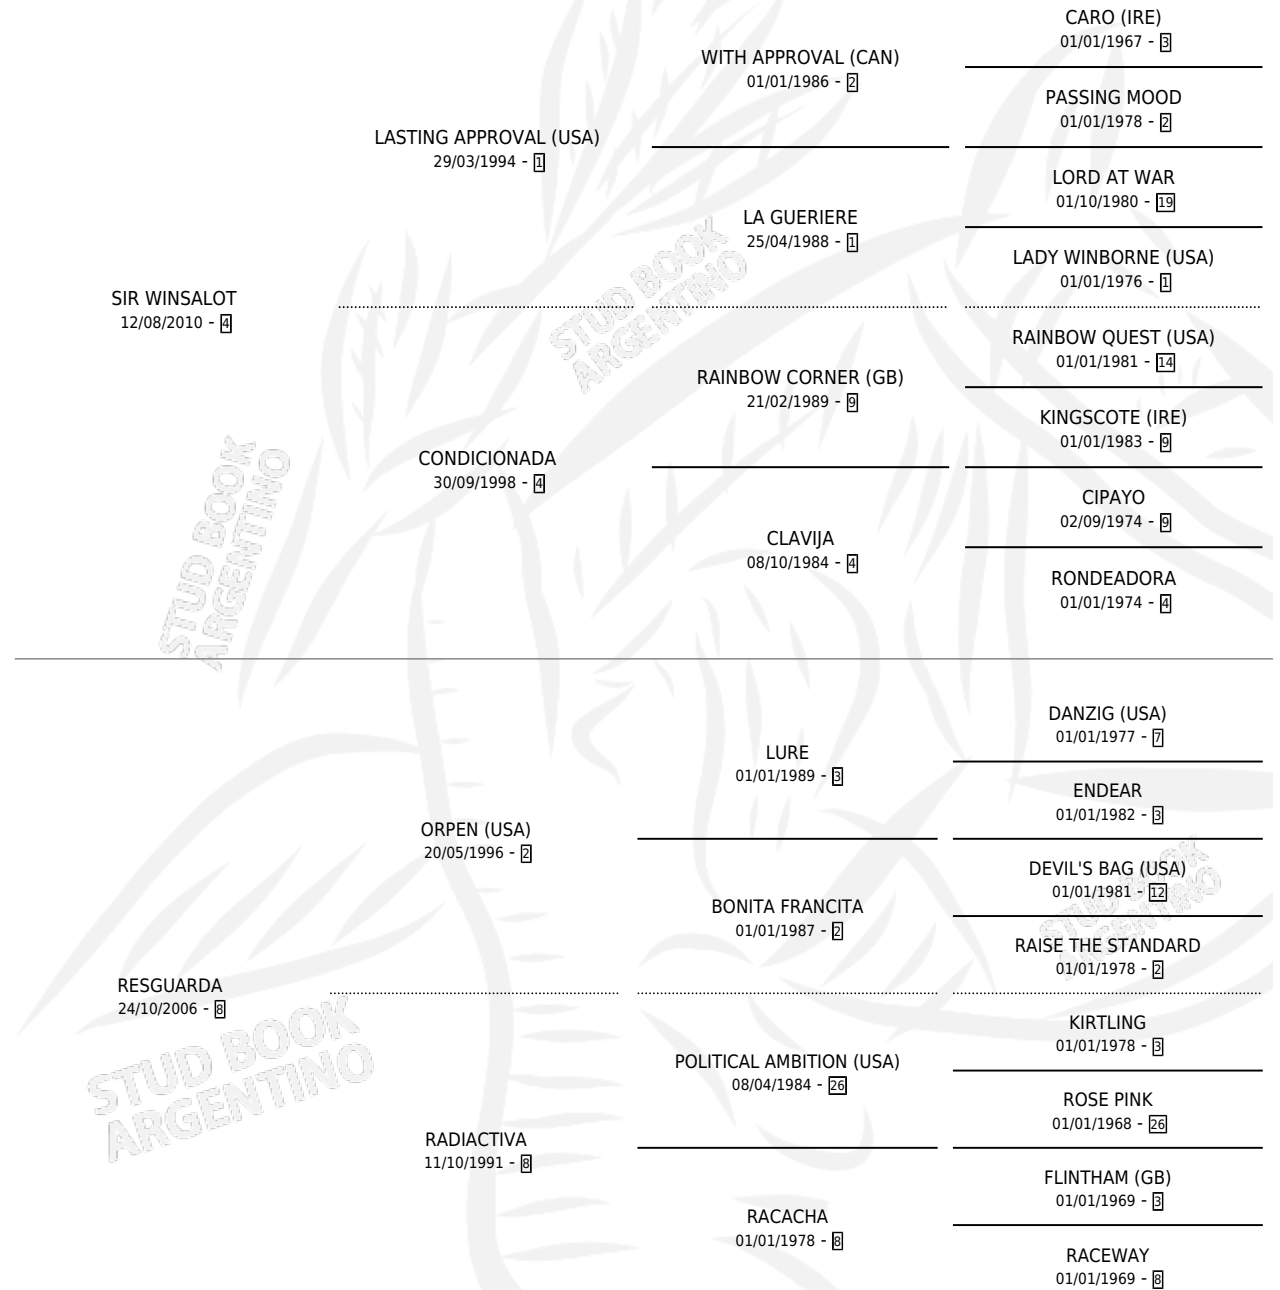 CARO (IRE)
01/01/1967 - 3
WITH APPROVAL (CAN)
01/01/1986 - 2
PASSING MOOD
01/01/1978 - 2
LASTING APPROVAL (USA)
29/03/1994 - 1
LORD AT WAR
01/10/1980 - 19
LA GUERIERE
25/04/1988 - 1
LADY WINBORNE (USA)
01/01/1976 - 1
SIR WINSALOT
12/08/2010 - 4
RAINBOW QUEST (USA)
01/01/1981 - 14
RAINBOW CORNER (GB)
21/02/1989 - 9
KINGSCOTE (IRE)
01/01/1983 - 9
CONDICIONADA
30/09/1998 - 4
CIPAYO
02/09/1974 - 9
CLAVIJA
08/10/1984 - 4
RONDEADORA
01/01/1974 - 4
DANZIG (USA)
01/01/1977 - 7
LURE
01/01/1989 - 3
ENDEAR
01/01/1982 - 3
ORPEN (USA)
20/05/1996 - 2
DEVIL'S BAG (USA)
01/01/1981 - 12
BONITA FRANCITA
01/01/1987 - 2
RAISE THE STANDARD
01/01/1978 - 2
RESGUARDA
24/10/2006 - 8
KIRTLING
01/01/1978 - 3
POLITICAL AMBITION (USA)
08/04/1984 - 26
ROSE PINK
01/01/1968 - 26
RADIACTIVA
11/10/1991 - 8
FLINTHAM (GB)
01/01/1969 - 3
RACACHA
01/01/1978 - 8
RACEWAY
01/01/1969 - 8
STUD BOOK
ARGENTINO
STUD BOOK
ARGENTINO
STUD BOOK
ARGENTINO
STUD BOOK
ARGENTINO